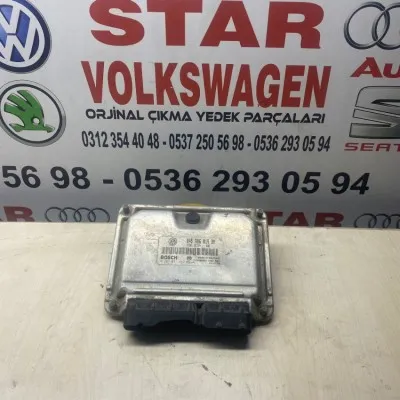 STAR
VOLKSWAGEN
Au
ORJİNAL ÇIKMA YEDEK PARÇALARI
0312 354 40 48 - 0537 250 56 98 - 0536 293 05 94
SEAT
56 98 - 0536 293 05 94
BOSCH